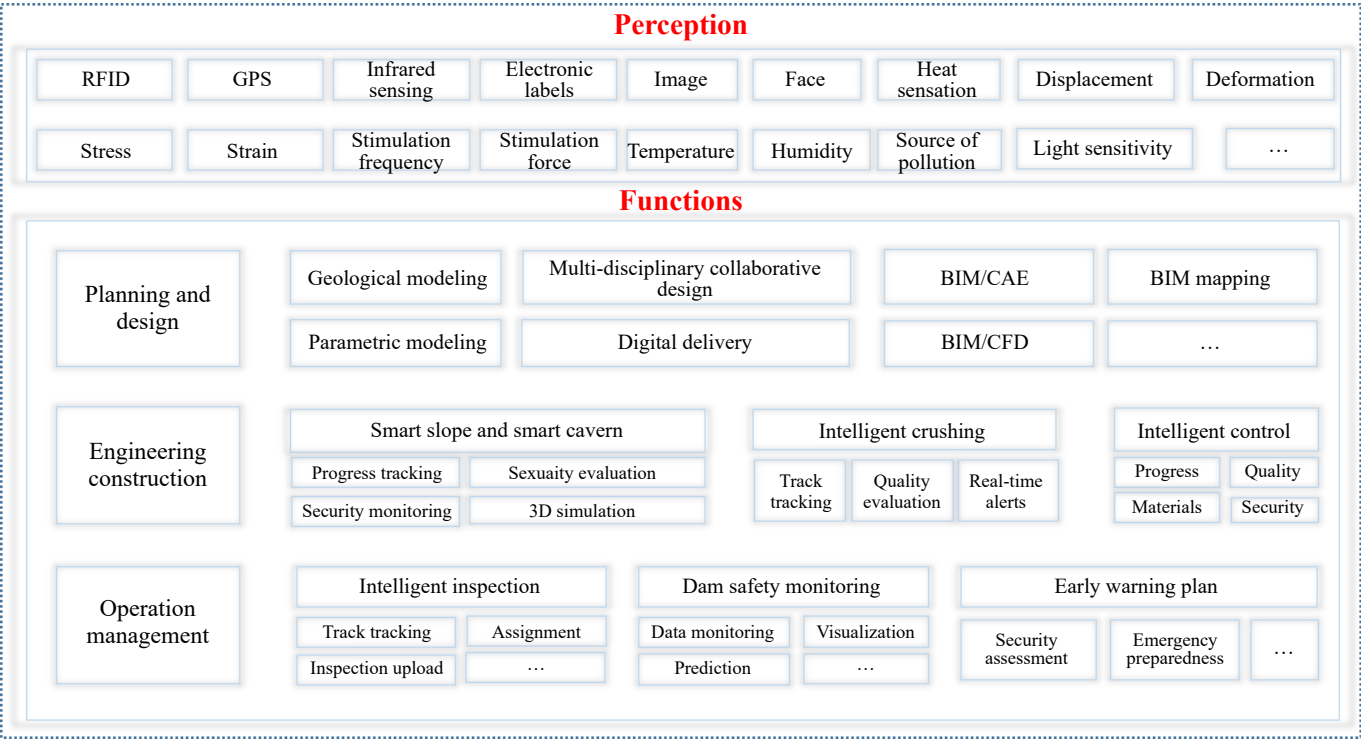 Perception
RFID
GPS
Infrared
sensing
Electronic
labels
Image
Face
Heat
sensation
Displacement
Deformation
Stress
Strain
Stimulation
frequency
Stimulation
force
Temperature
Humidity
Source of
pollution
Light sensitivity
…
Functions
Planning and
design
Geological modeling
Multi-disciplinary collaborative
design
BIM/CAE
BIM mapping
Parametric modeling
Digital delivery
BIM/CFD
…
Engineering
construction
Smart slope and smart cavern
Progress tracking
Sexuaity evaluation
Security monitoring
3D simulation
Intelligent crushing
Track
tracking
Quality
evaluation
Real-time
alerts
Intelligent control
Progress
Quality
Materials
Security
Operation
management
Intelligent inspection
Track tracking
Assignment
Inspection upload
…
Dam safety monitoring
Data monitoring
Visualization
Prediction
…
Early warning plan
Security
assessment
Emergency
preparedness
…